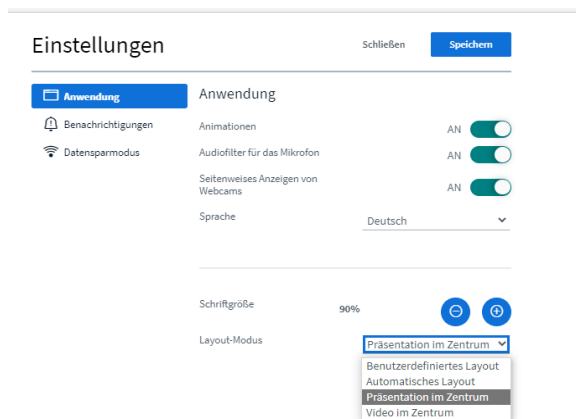 Einstellungen
Schließen
Speichern
Anwendung
Benachrichtigungen
Datensparmodus
Anwendung
Animationen
AN
Audiofilter für das Mikrofon
AN
Seitenweises Anzeigen von
Webcams
AN
Sprache
Deutsch
Schriftgröße
90%
Layout-Modus
Präsentation im Zentrum
Benutzerdefiniertes Layout
Automatisches Layout
Präsentation im Zentrum
Video im Zentrum